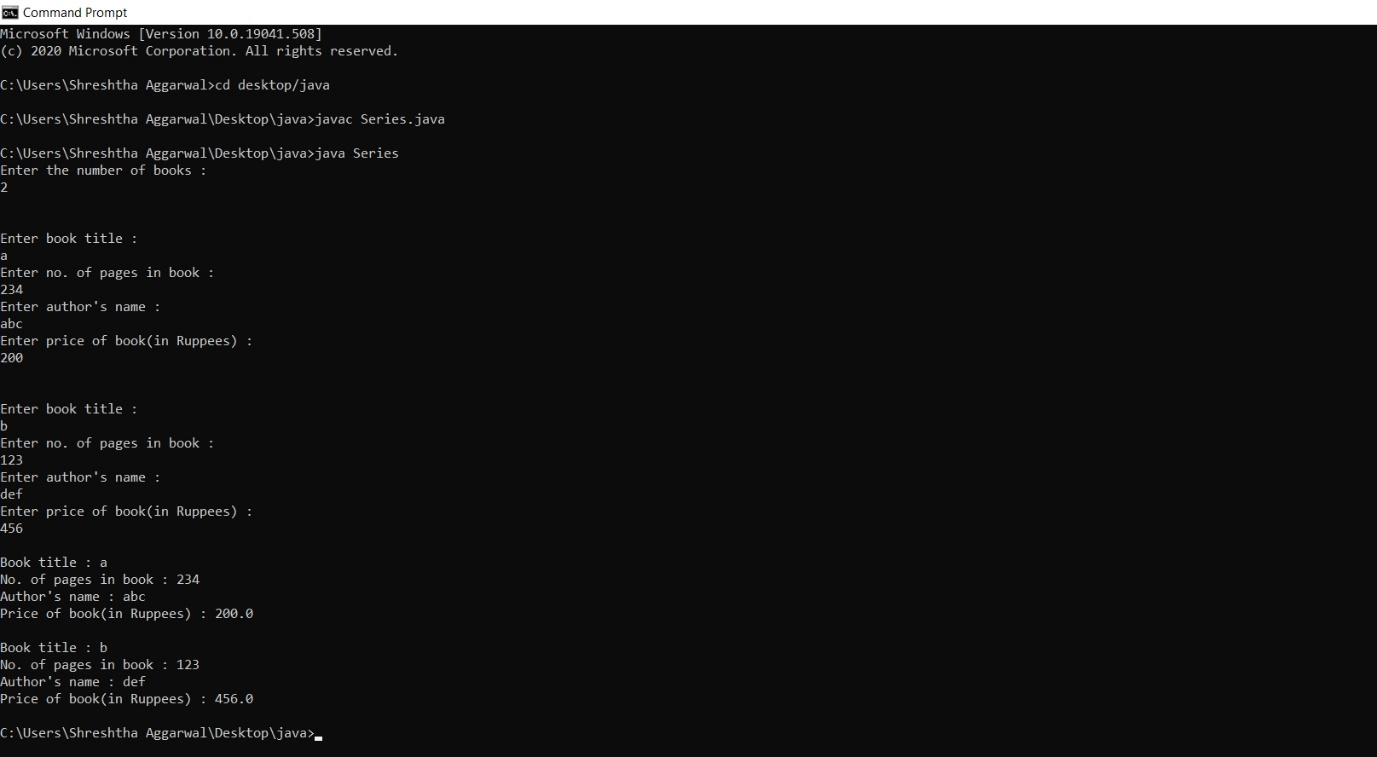 Command Prompt
Microsoft Windows [Version 10.0.19041.508]
(c) 2020 Microsoft Corporation. All rights reserved.
C:\Users\Shreshtha Aggarwal>cd desktop/java
C:\Users\Shreshtha Aggarwal\Desktop\java>javac Series.java
C:\Users\Shreshtha Aggarwal\Desktop\java>java Series
Enter the number of books :
2
Enter book title :
a
Enter no. of pages in book :
234
Enter author's name :
abc
Enter price of book(in Ruppees) :
200
Enter book title :
b
Enter no. of pages in book :
123
Enter author's name :
def
Enter price of book(in Ruppees) :
456
Book title : a
No. of pages in book : 234
Author's name : abc
Price of book(in Ruppees) : 200.0
Book title : b
No. of pages in book : 123
Author's name : def
Price of book(in Ruppees) : 456.0
C:\Users\Shreshtha Aggarwal\Desktop\java>